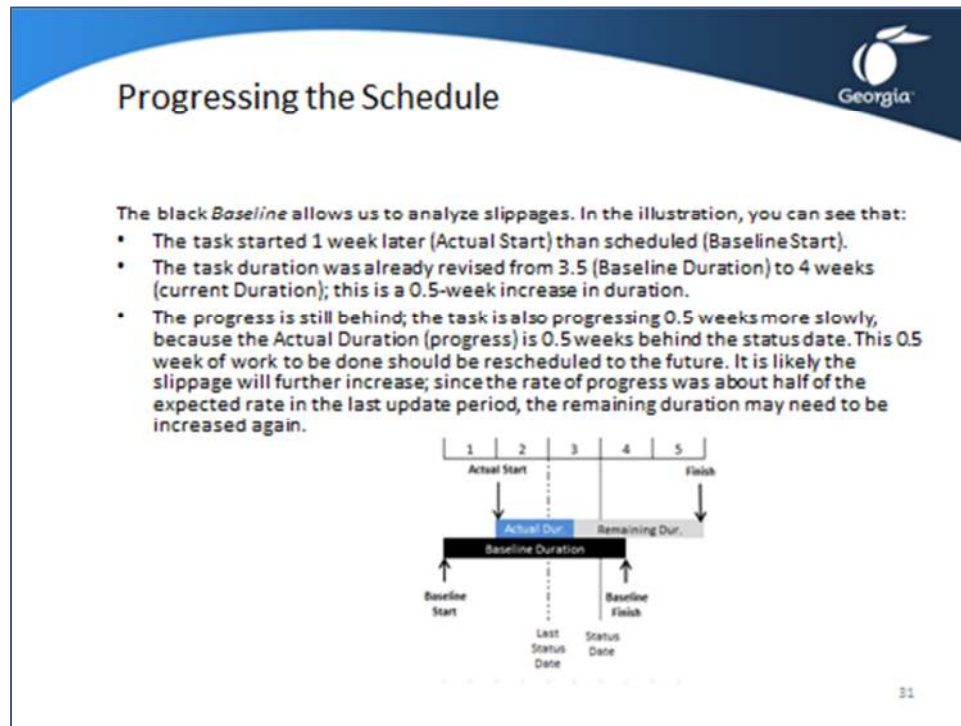 Georgia
Progressing the Schedule
The black Baseline allows us to analyze slippages. In the illustration, you can see that:
• The task started 1 week later (Actual Start) than scheduled (Baseline Start).
• The task duration was already revised from 3.5 (Baseline Duration) to 4 weeks
(current Duration); this is a 0.5-week increase in duration.
• The progress is still behind; the task is also progressing 0.5 weeks more slowly,
because the Actual Duration (progress) is 0.5 weeks behind the status date. This 0.5
week of work to be done should be rescheduled to the future. It is likely the
slippage will further increase; since the rate of progress was about half of the
expected rate in the last update period, the remaining duration may need to be
increased again.
1 2 3 4 5
Actual Start Finish
Actual Dur. Remaining Dur.
Baseline Duration
Baseline
Start
Baseline
Finish
Last
Status
Date
Status
Date
31